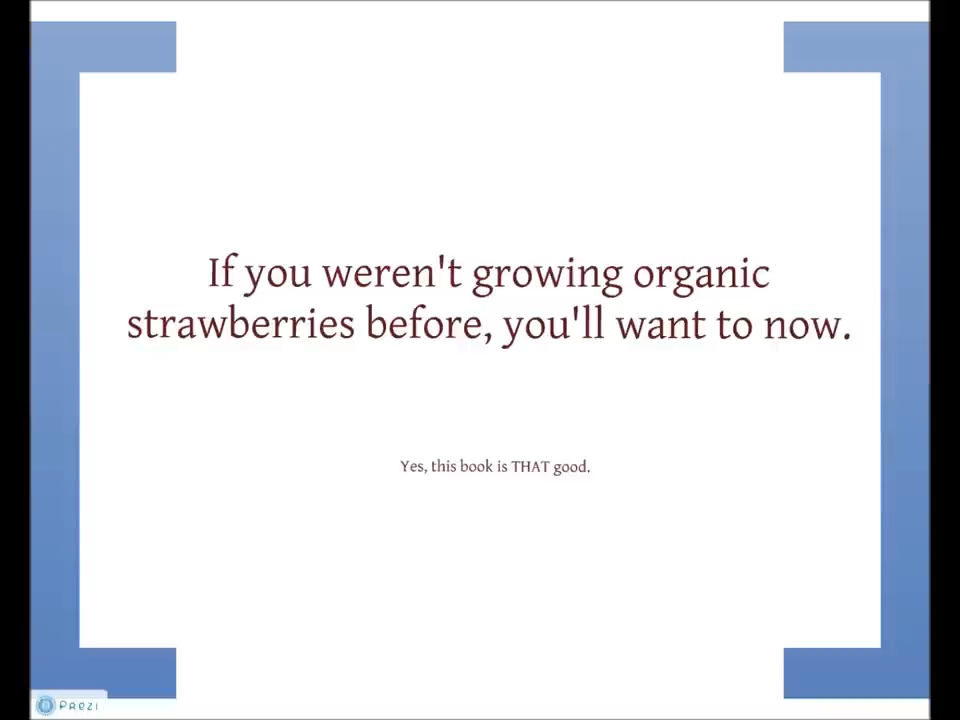 If you weren't growing organic
strawberries before, you'll want to now.
Yes, this book is THAT good.
PREZI